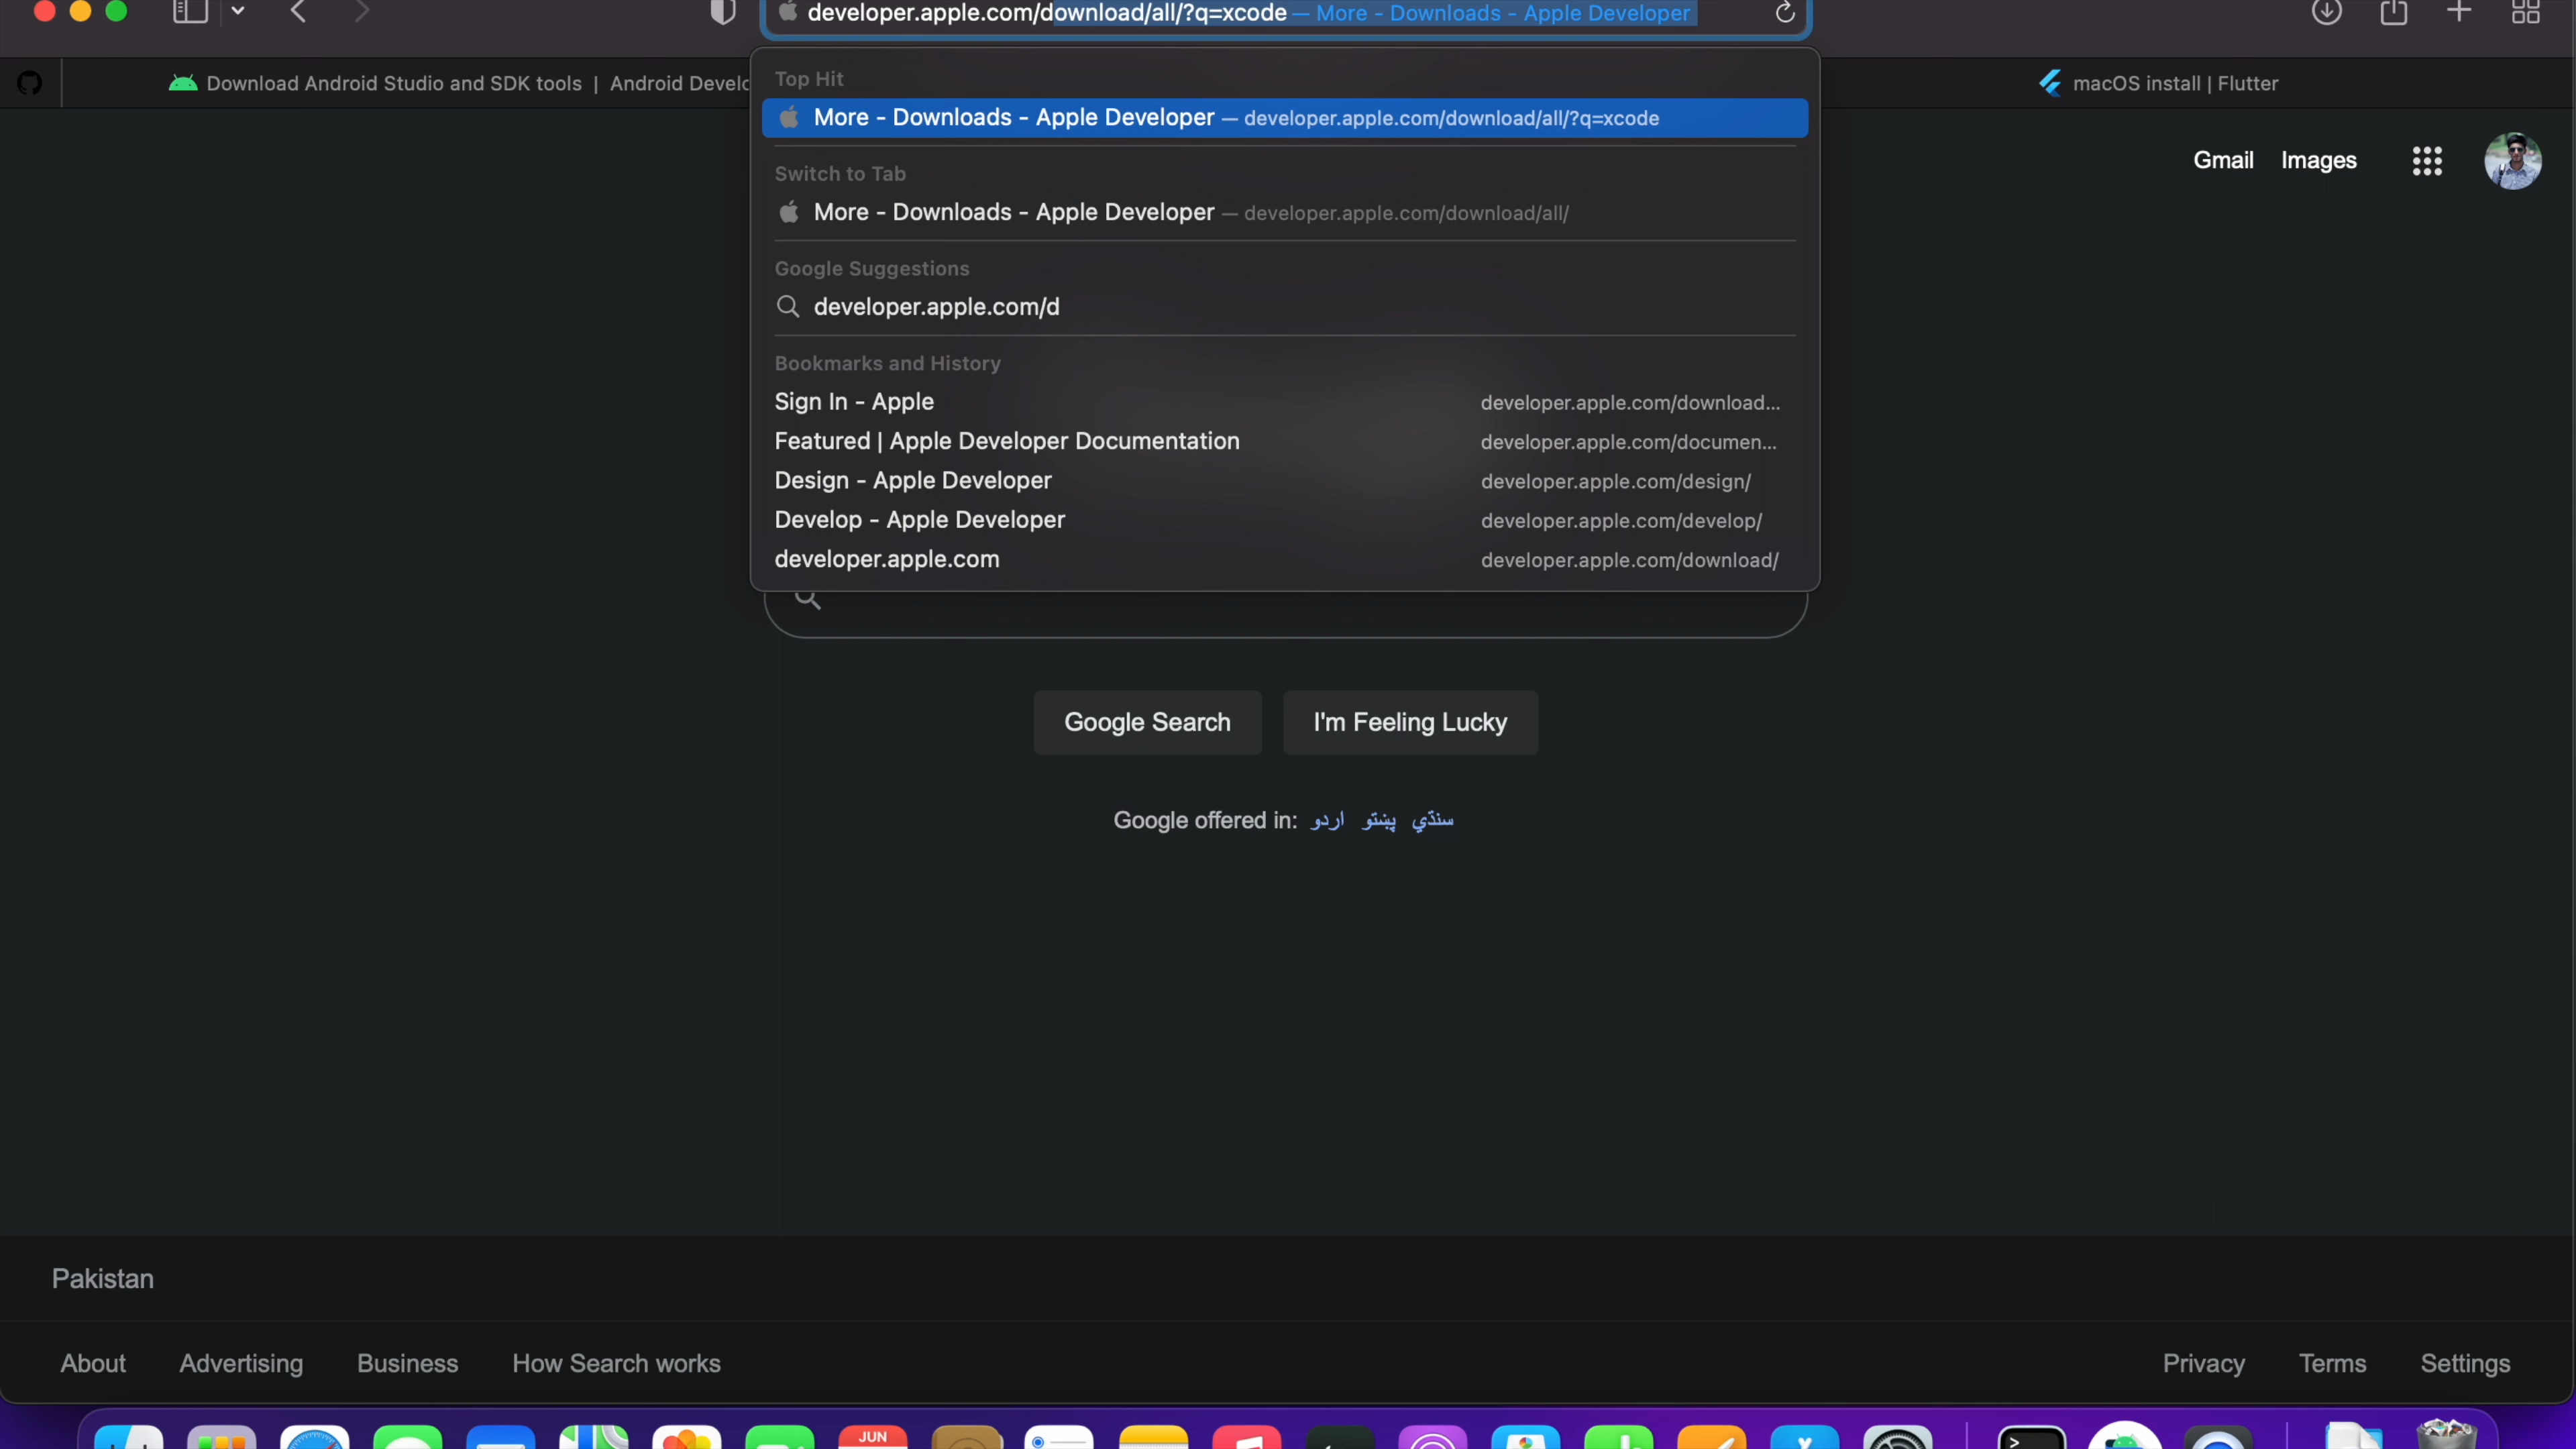 developer.apple.com/download/all/?q=xcode — More - Downloads - Apple Developer
Download Android Studio and SDK tools | Android Develo
macOS install | Flutter
Top Hit
More - Downloads - Apple Developer — developer.apple.com/download/all/?q=xcode
Switch to Tab
More - Downloads - Apple Developer — developer.apple.com/download/all/
Google Suggestions
developer.apple.com/d
Bookmarks and History
Sign In - Apple developer.apple.com/download...
Featured | Apple Developer Documentation developer.apple.com/documen...
Design - Apple Developer developer.apple.com/design/
Develop - Apple Developer developer.apple.com/develop/
developer.apple.com developer.apple.com/download/
Gmail Images
Google Search I'm Feeling Lucky
Google offered in: اردو پښتو سنڌي
Pakistan
About Advertising Business How Search works Privacy Terms Settings
JUN